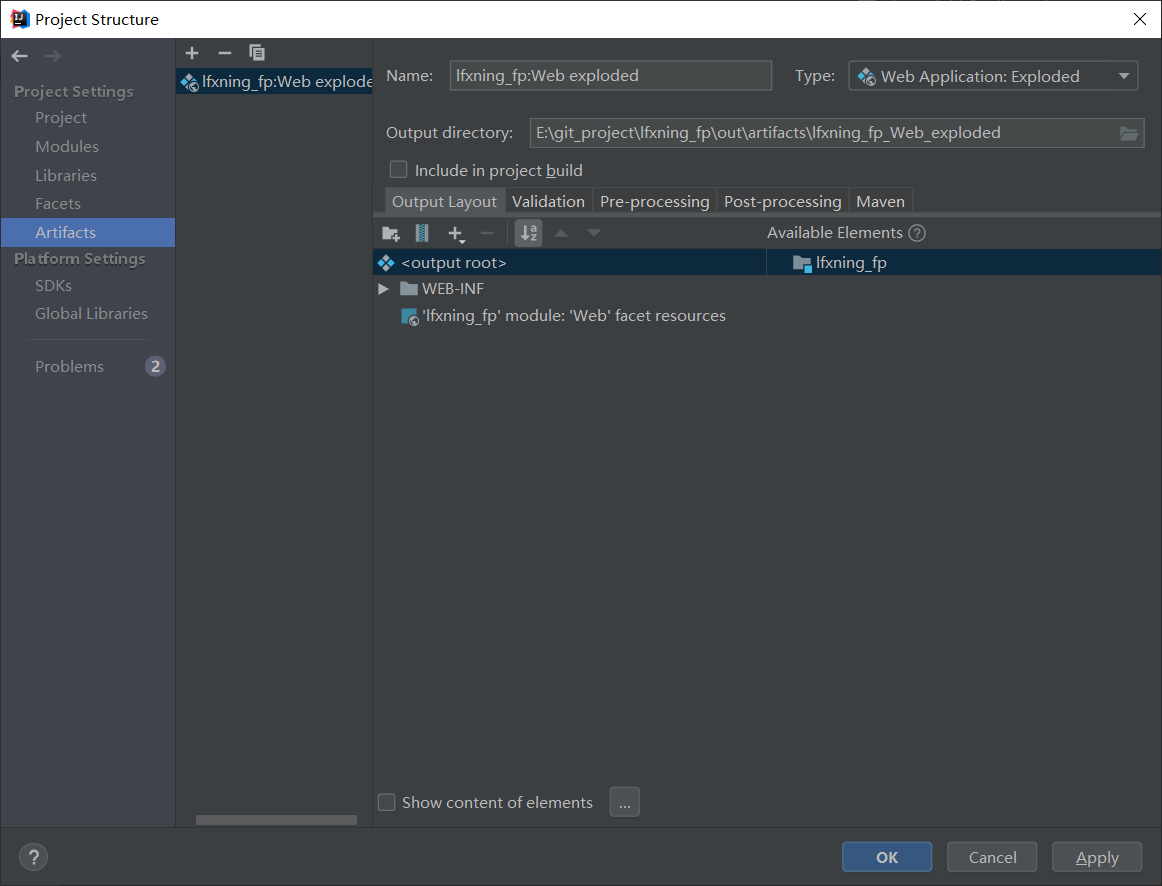 Project Structure
Project Settings
Project
Modules
Libraries
Facets
Artifacts
Platform Settings
SDKs
Global Libraries
Problems 2
lfxning_fp:Web explode
Name: lfxning_fp:Web exploded Type: Web Application: Exploded
Output directory: E:\git_project\lfxning_fp\out\artifacts\lfxning_fp_Web_exploded
Include in project build
Output Layout Validation Pre-processing Post-processing Maven
Available Elements ?
<output root> lfxning_fp
WEB-INF
'lfxning_fp' module: 'Web' facet resources
Show content of elements ...
? OK Cancel Apply